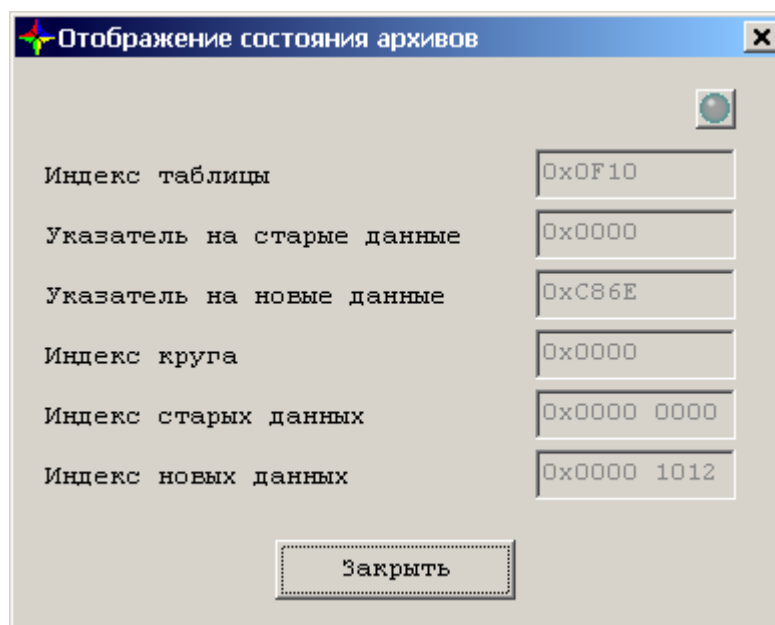 Отображение состояния архивов
Индекс таблицы 0x0F10
Указатель на старые данные 0x0000
Указатель на новые данные 0xC86E
Индекс круга 0x0000
Индекс старых данных 0x0000 0000
Индекс новых данных 0x0000 1012
Закрыть